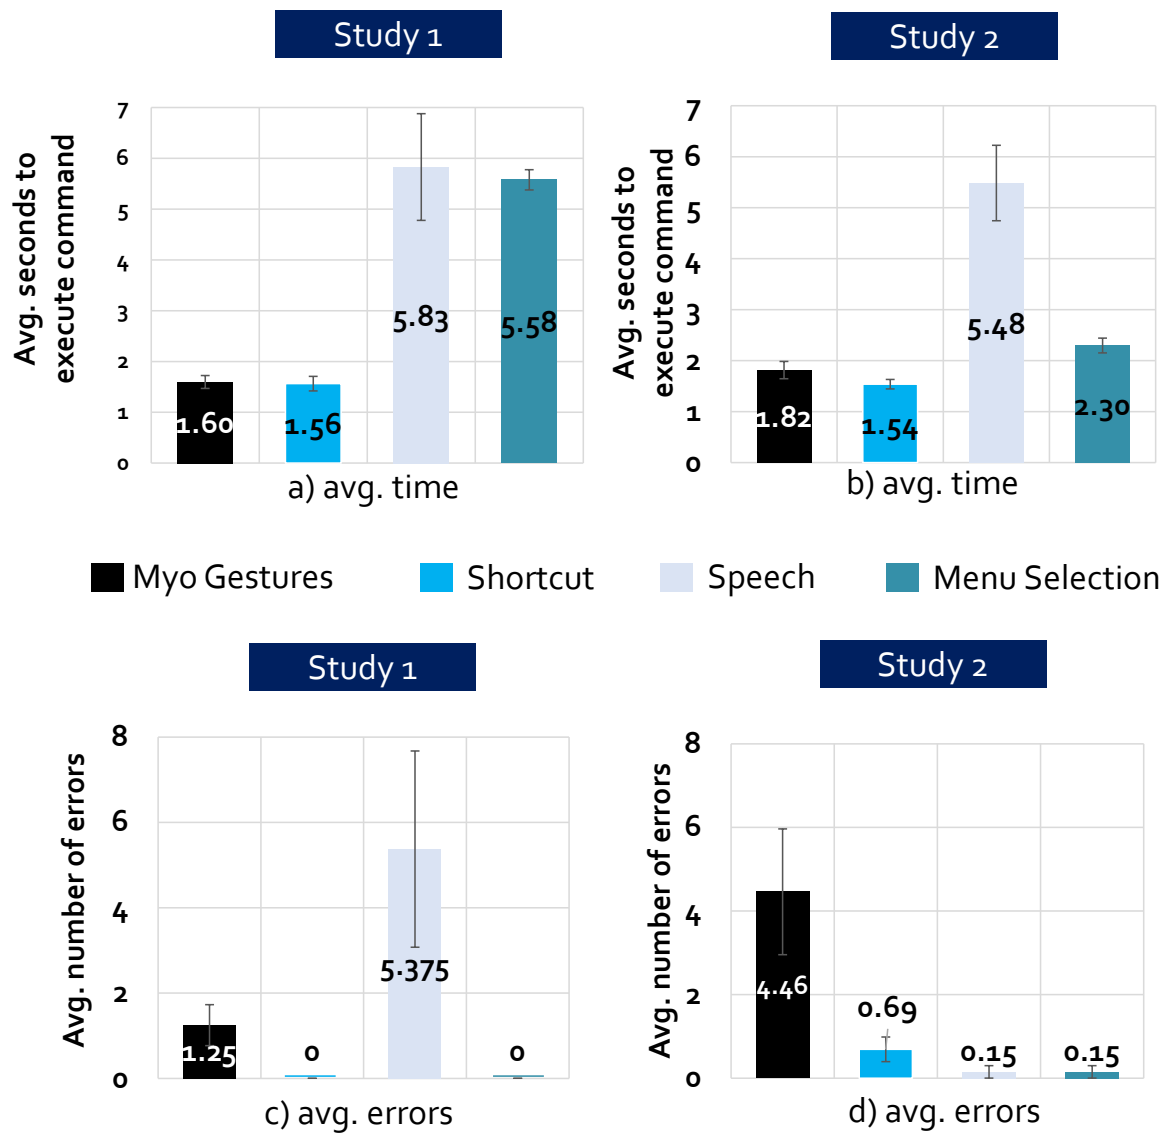 Study 1
Study 2
Avg. seconds to
execute command
7
6
5
4
3
2
1
0
1.60
1.56
5.83
5.58
a) avg. time
Avg. seconds to
execute command
7
6
5
4
3
2
1
0
1.82
1.54
5.48
2.30
b) avg. time
Myo Gestures
Shortcut
Speech
Menu Selection
Study 1
Study 2
Avg. number of errors
8
6
4
2
0
1.25
0
5.375
0
c) avg. errors
Avg. number of errors
8
6
4
2
0
4.46
0.69
0.15
0.15
d) avg. errors